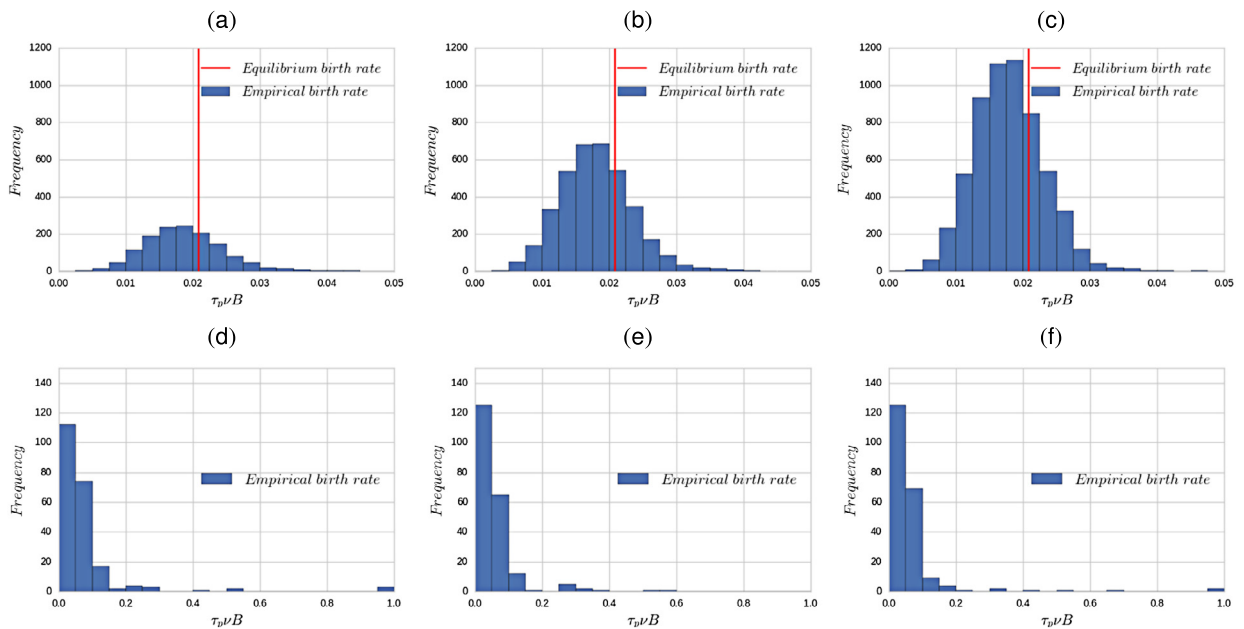 (a)
1200
1000
800
600
400
200
0
0.00 0.01 0.02 0.03 0.04 0.05
Frequency
τ_pνB
Equilibrium birth rate
Empirical birth rate
(b)
1200
1000
800
600
400
200
0
0.00 0.01 0.02 0.03 0.04 0.05
Frequency
τ_pνB
Equilibrium birth rate
Empirical birth rate
(c)
1200
1000
800
600
400
200
0
0.00 0.01 0.02 0.03 0.04 0.05
Frequency
τ_pνB
Equilibrium birth rate
Empirical birth rate
(d)
140
120
100
80
60
40
20
0
0.0 0.2 0.4 0.6 0.8 1.0
Frequency
τ_pνB
Empirical birth rate
(e)
140
120
100
80
60
40
20
0
0.0 0.2 0.4 0.6 0.8 1.0
Frequency
τ_pνB
Empirical birth rate
(f)
140
120
100
80
60
40
20
0
0.0 0.2 0.4 0.6 0.8 1.0
Frequency
τ_pνB
Empirical birth rate